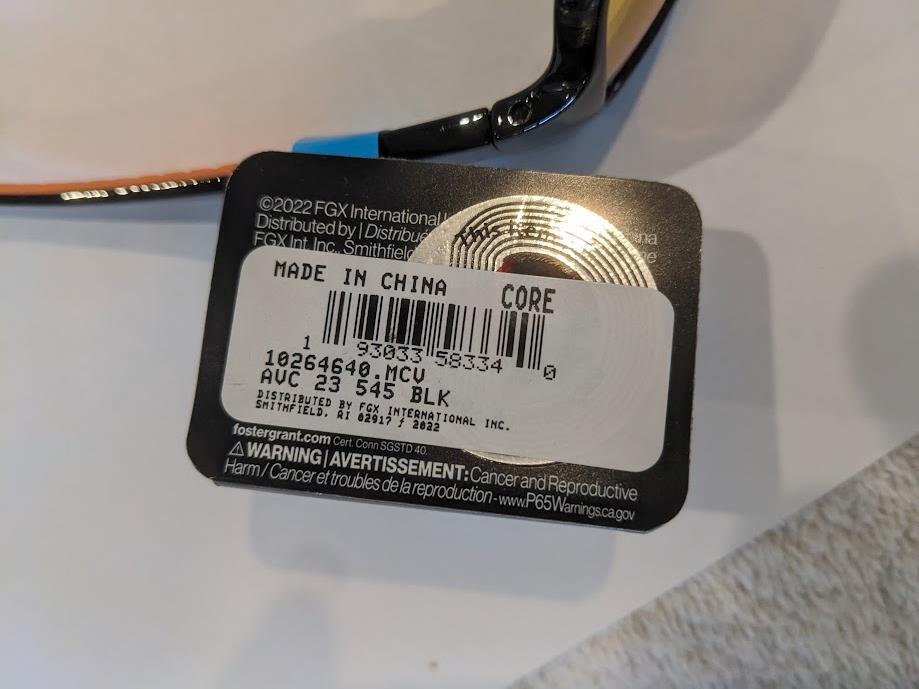 ©2022 FGX International
Distributed by | Distribué
FGX Int. Inc., Smithfield
This
MADE IN CHINA
CORE
1 93033 58334 0
10264640.MCV
AVC 23 545 BLK
DISTRIBUTED BY FGX INTERNATIONAL INC.
SMITHFIELD, RI 02917 / 2022
fostergrant.com Cert. Conn SGSTD 40.
⚠ WARNING | AVERTISSEMENT: Cancer and Reproductive
Harm / Cancer et troubles de la reproduction - www.P65Warnings.ca.gov